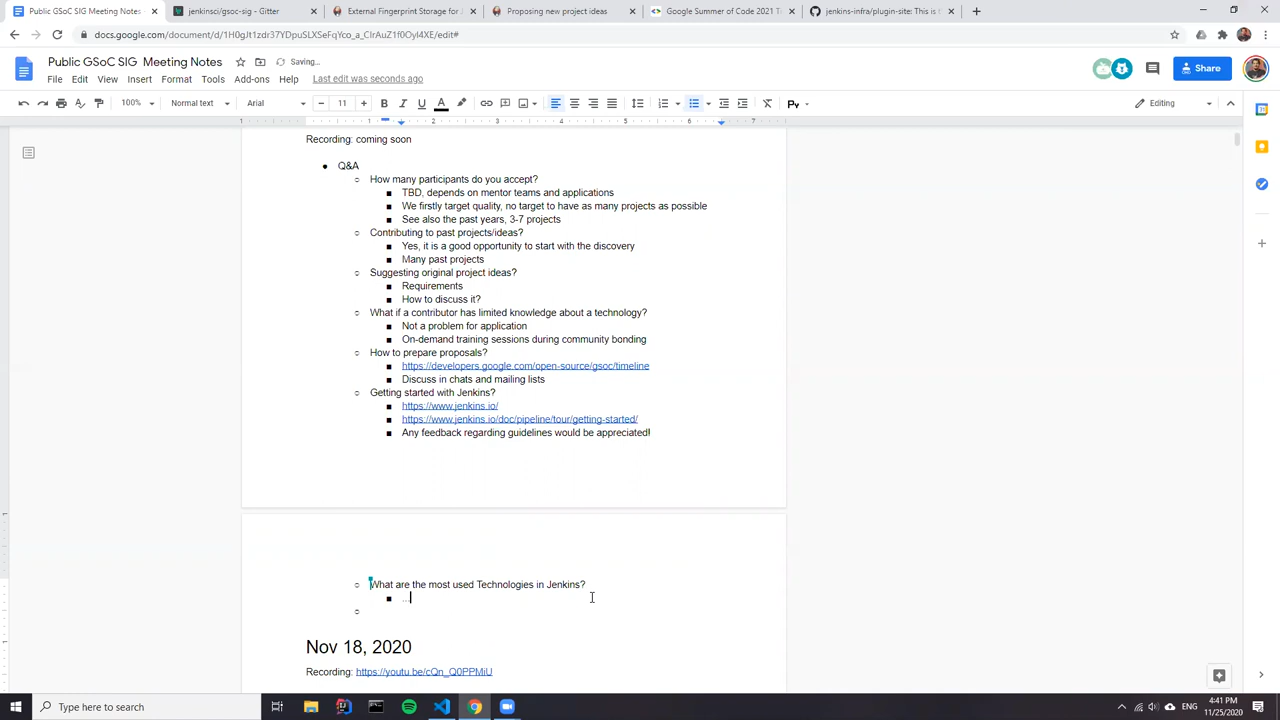 Public GSoC SIG Meeting Notes
jenkinsci/gsoc-sig - Gitter
External Fingerprint Storage for J
Proposing new project ideas
Google Summer of Code 2021 Ti
jenkins-infra/plugin-site: This is t
Public GSoC SIG Meeting Notes
Saving...
File Edit View Insert Format Tools Add-ons Help Last edit was seconds ago
Share
100% Normal text Arial 11 Editing
1 1 2 3 4 5 6 7
Recording: coming soon
Q&A
How many participants do you accept?
TBD, depends on mentor teams and applications
We firstly target quality, no target to have as many projects as possible
See also the past years, 3-7 projects
Contributing to past projects/ideas?
Yes, it is a good opportunity to start with the discovery
Many past projects
Suggesting original project ideas?
Requirements
How to discuss it?
What if a contributor has limited knowledge about a technology?
Not a problem for application
On-demand training sessions during community bonding
How to prepare proposals?
https://developers.google.com/open-source/gsoc/timeline
Discuss in chats and mailing lists
Getting started with Jenkins?
https://www.jenkins.io/
https://www.jenkins.io/doc/pipeline/tour/getting-started/
Any feedback regarding guidelines would be appreciated!
What are the most used Technologies in Jenkins?
...
Nov 18, 2020
Recording: https://youtu.be/cQn_Q0PPMiU
Type here to search
ENG
4:41 PM
11/25/2020